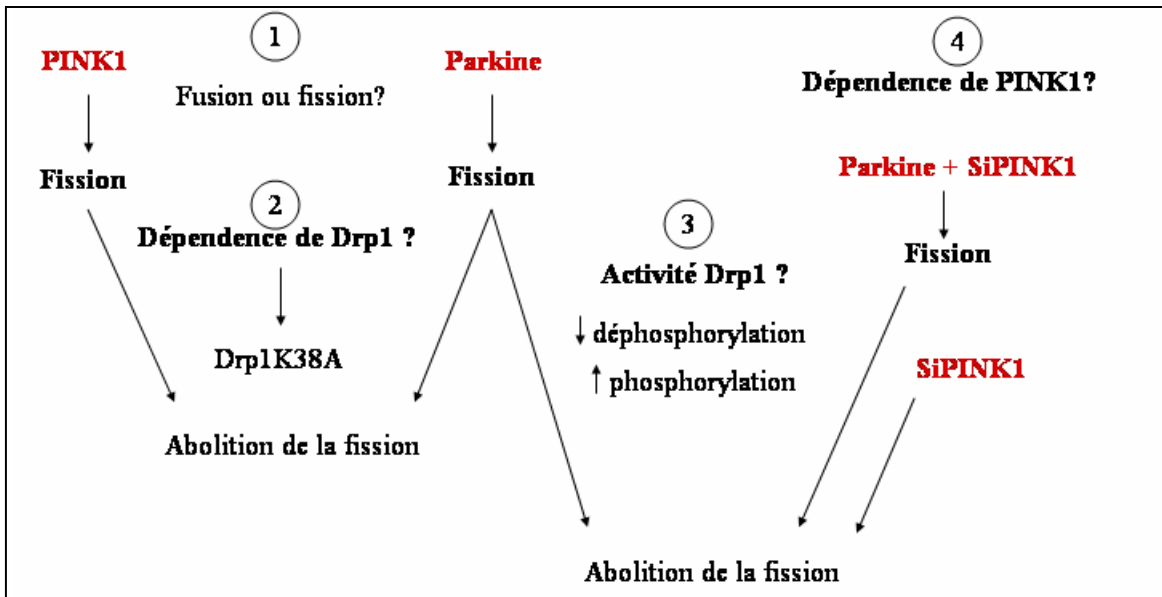 1
PINK1
Fusion ou fission?
Parkine
4
Dépendence de PINK1?
Fission
Fission
Parkine + SiPINK1
2
Dépendence de Drp1 ?
Drp1K38A
3
Activité Drp1 ?
↓ déphosphorylation
↑ phosphorylation
Fission
SiPINK1
Abolition de la fission
Abolition de la fission